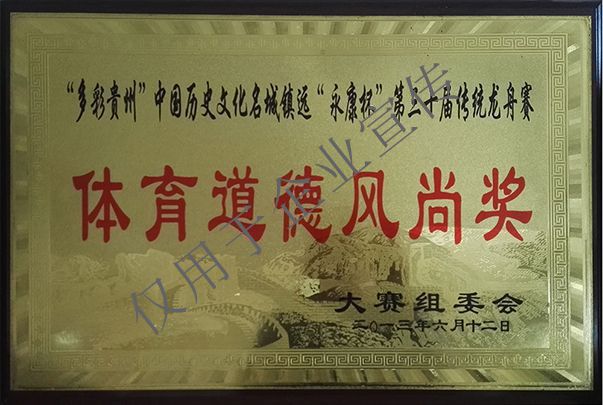 “多彩贵州”中国历史文化名城镇远“永康杯”第三十届传统龙舟赛
体育道德风尚奖
大赛组委会
二〇一三年六月十二日
仅用于企业宣传